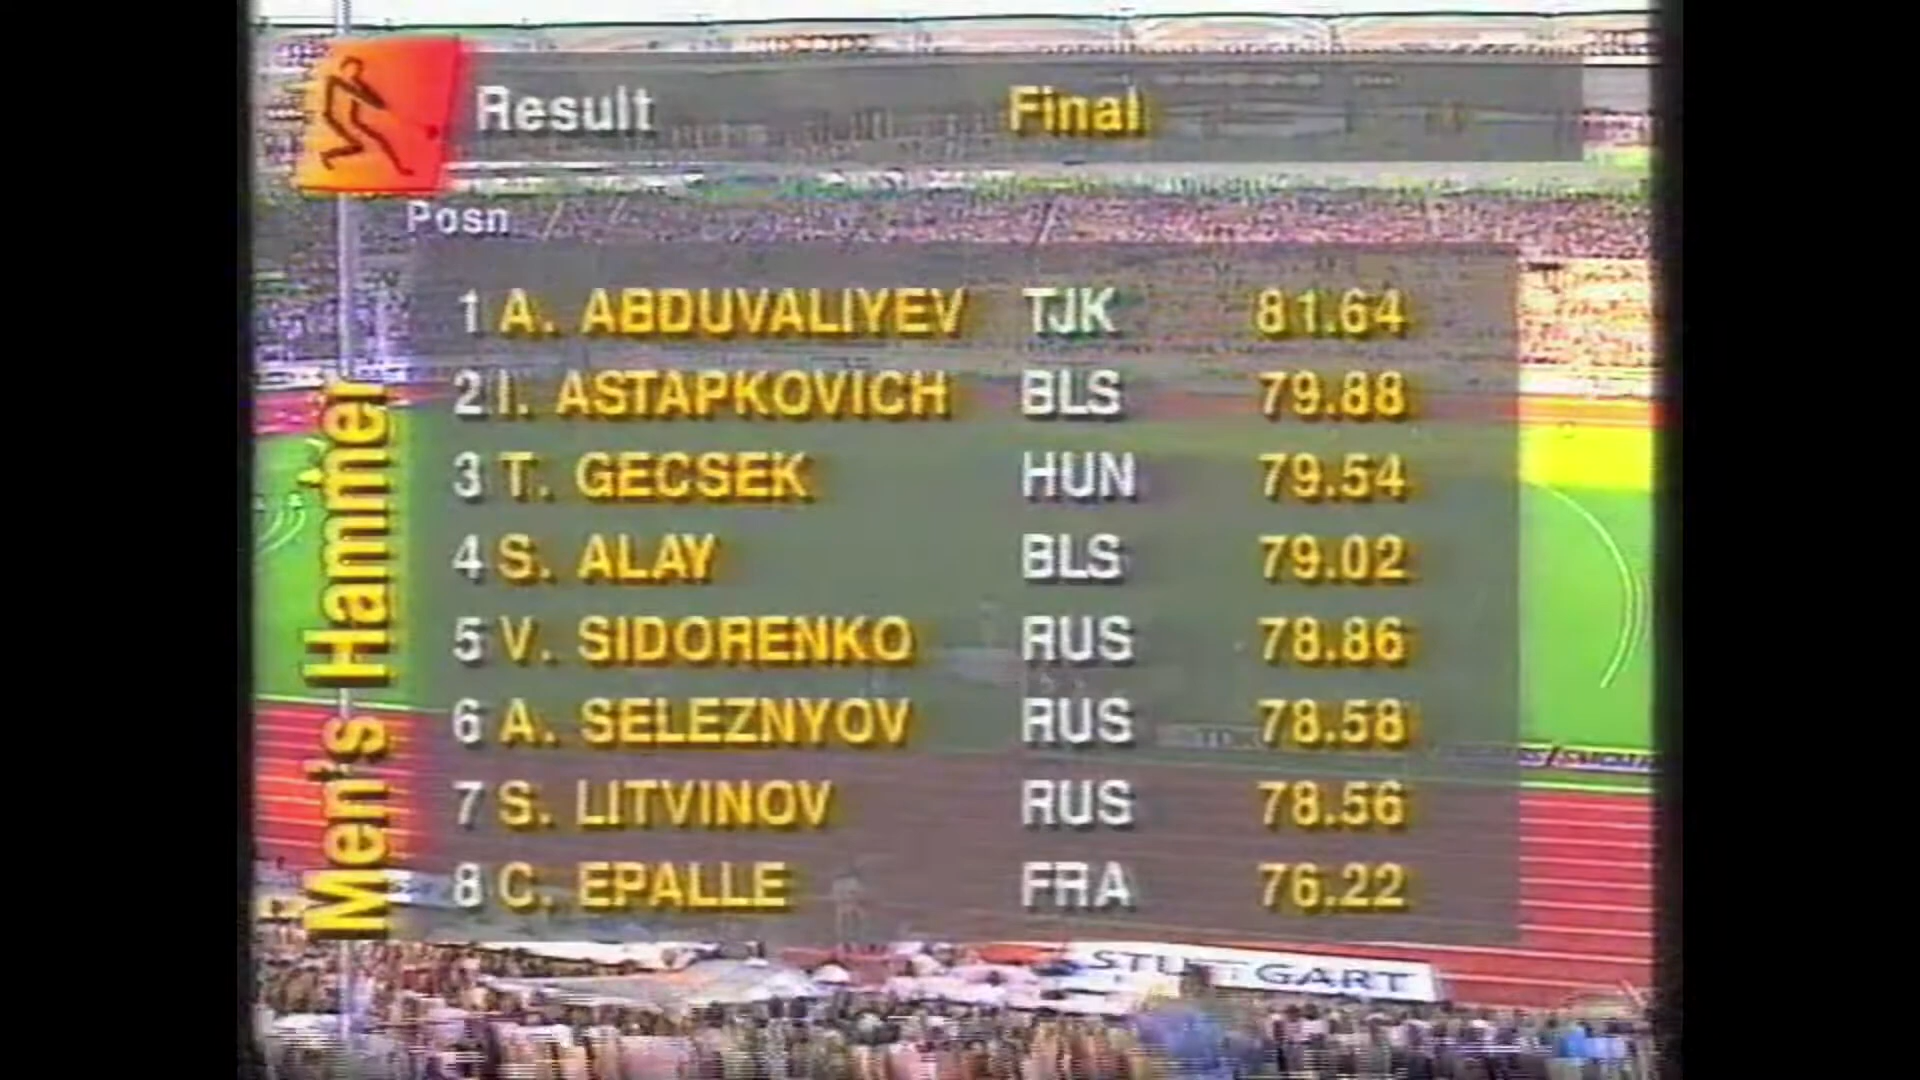 Result Final
Posn
1 A. ABDUVALIYEV TJK 81.64
2 I. ASTAPKOVICH BLS 79.88
3 T. GECSEK HUN 79.54
4 S. ALAY BLS 79.02
5 V. SIDORENKO RUS 78.86
6 A. SELEZNYOV RUS 78.58
7 S. LITVINOV RUS 78.56
8 C. EPALLE FRA 76.22
Men's Hammer
STUTTGART